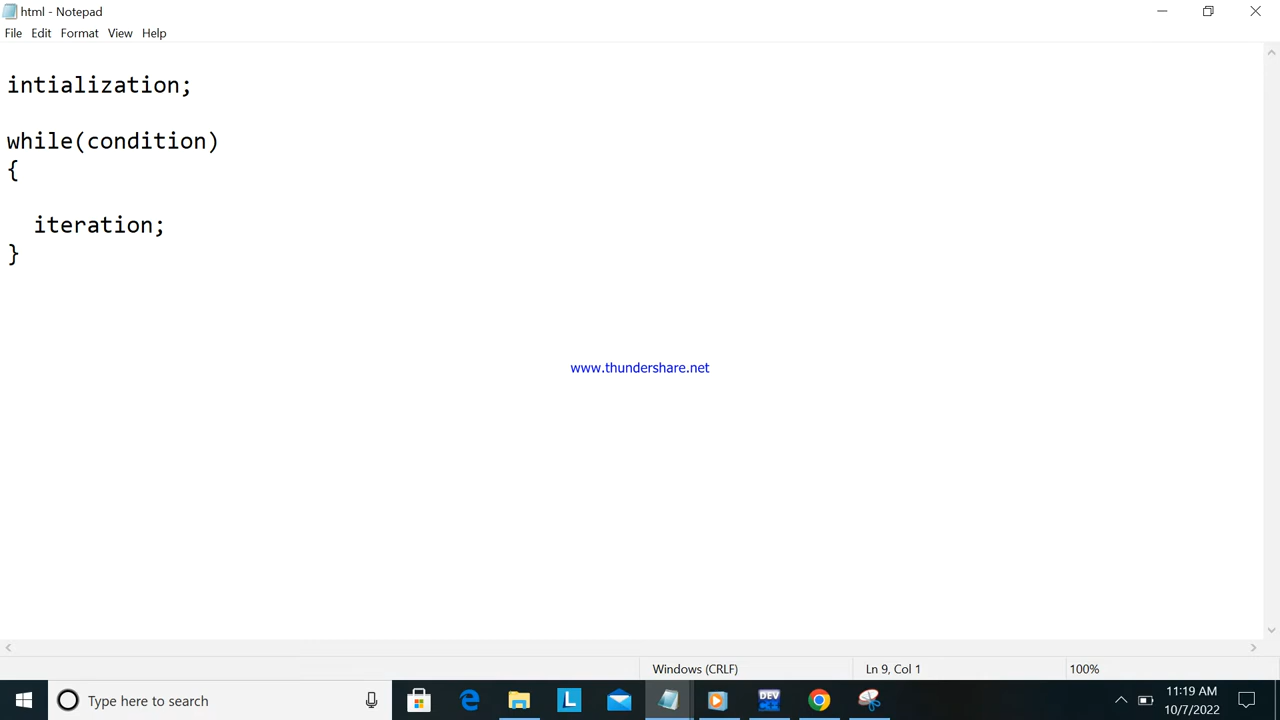 html - Notepad
File Edit Format View Help
intialization;
while(condition)
{
iteration;
}
www.thundershare.net
Windows (CRLF) Ln 9, Col 1 100%
L
DEV
Type here to search
11:19 AM
10/7/2022